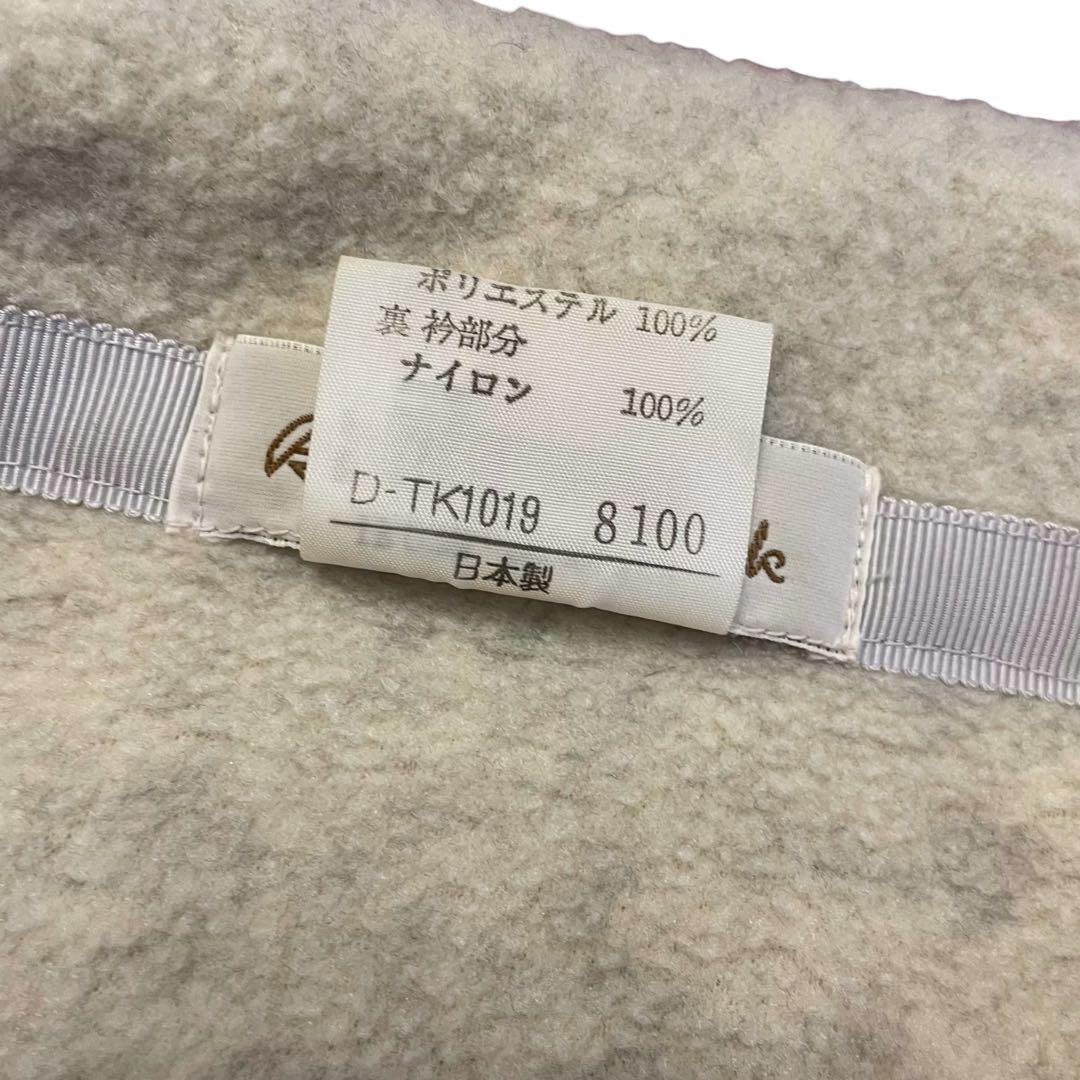 ポリエステル 100%
裏 衿部分
ナイロン 100%
D-TK1019 8100
日本製